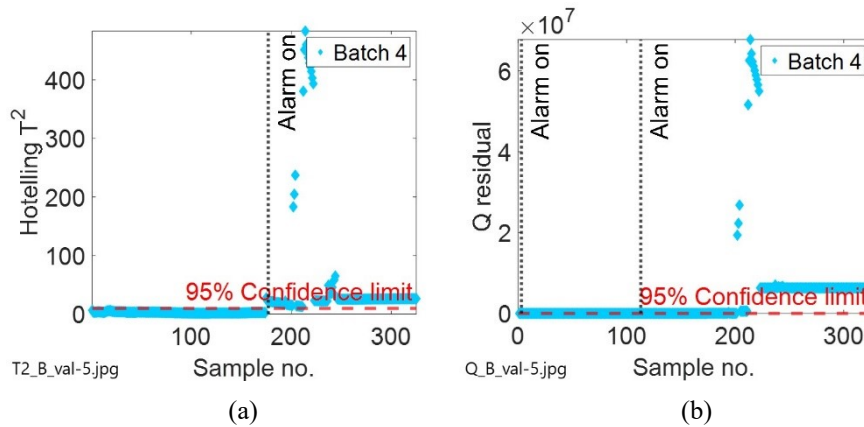 Hotelling T²
400
300
200
100
0
100
200
300
Sample no.
Alarm on
Batch 4
95% Confidence limit
T2_B_val-5.jpg
(a)
×10⁷
Q residual
6
4
2
0
0
100
200
300
Sample no.
Alarm on
Alarm on
Batch 4
95% Confidence limit
Q_B_val-5.jpg
(b)